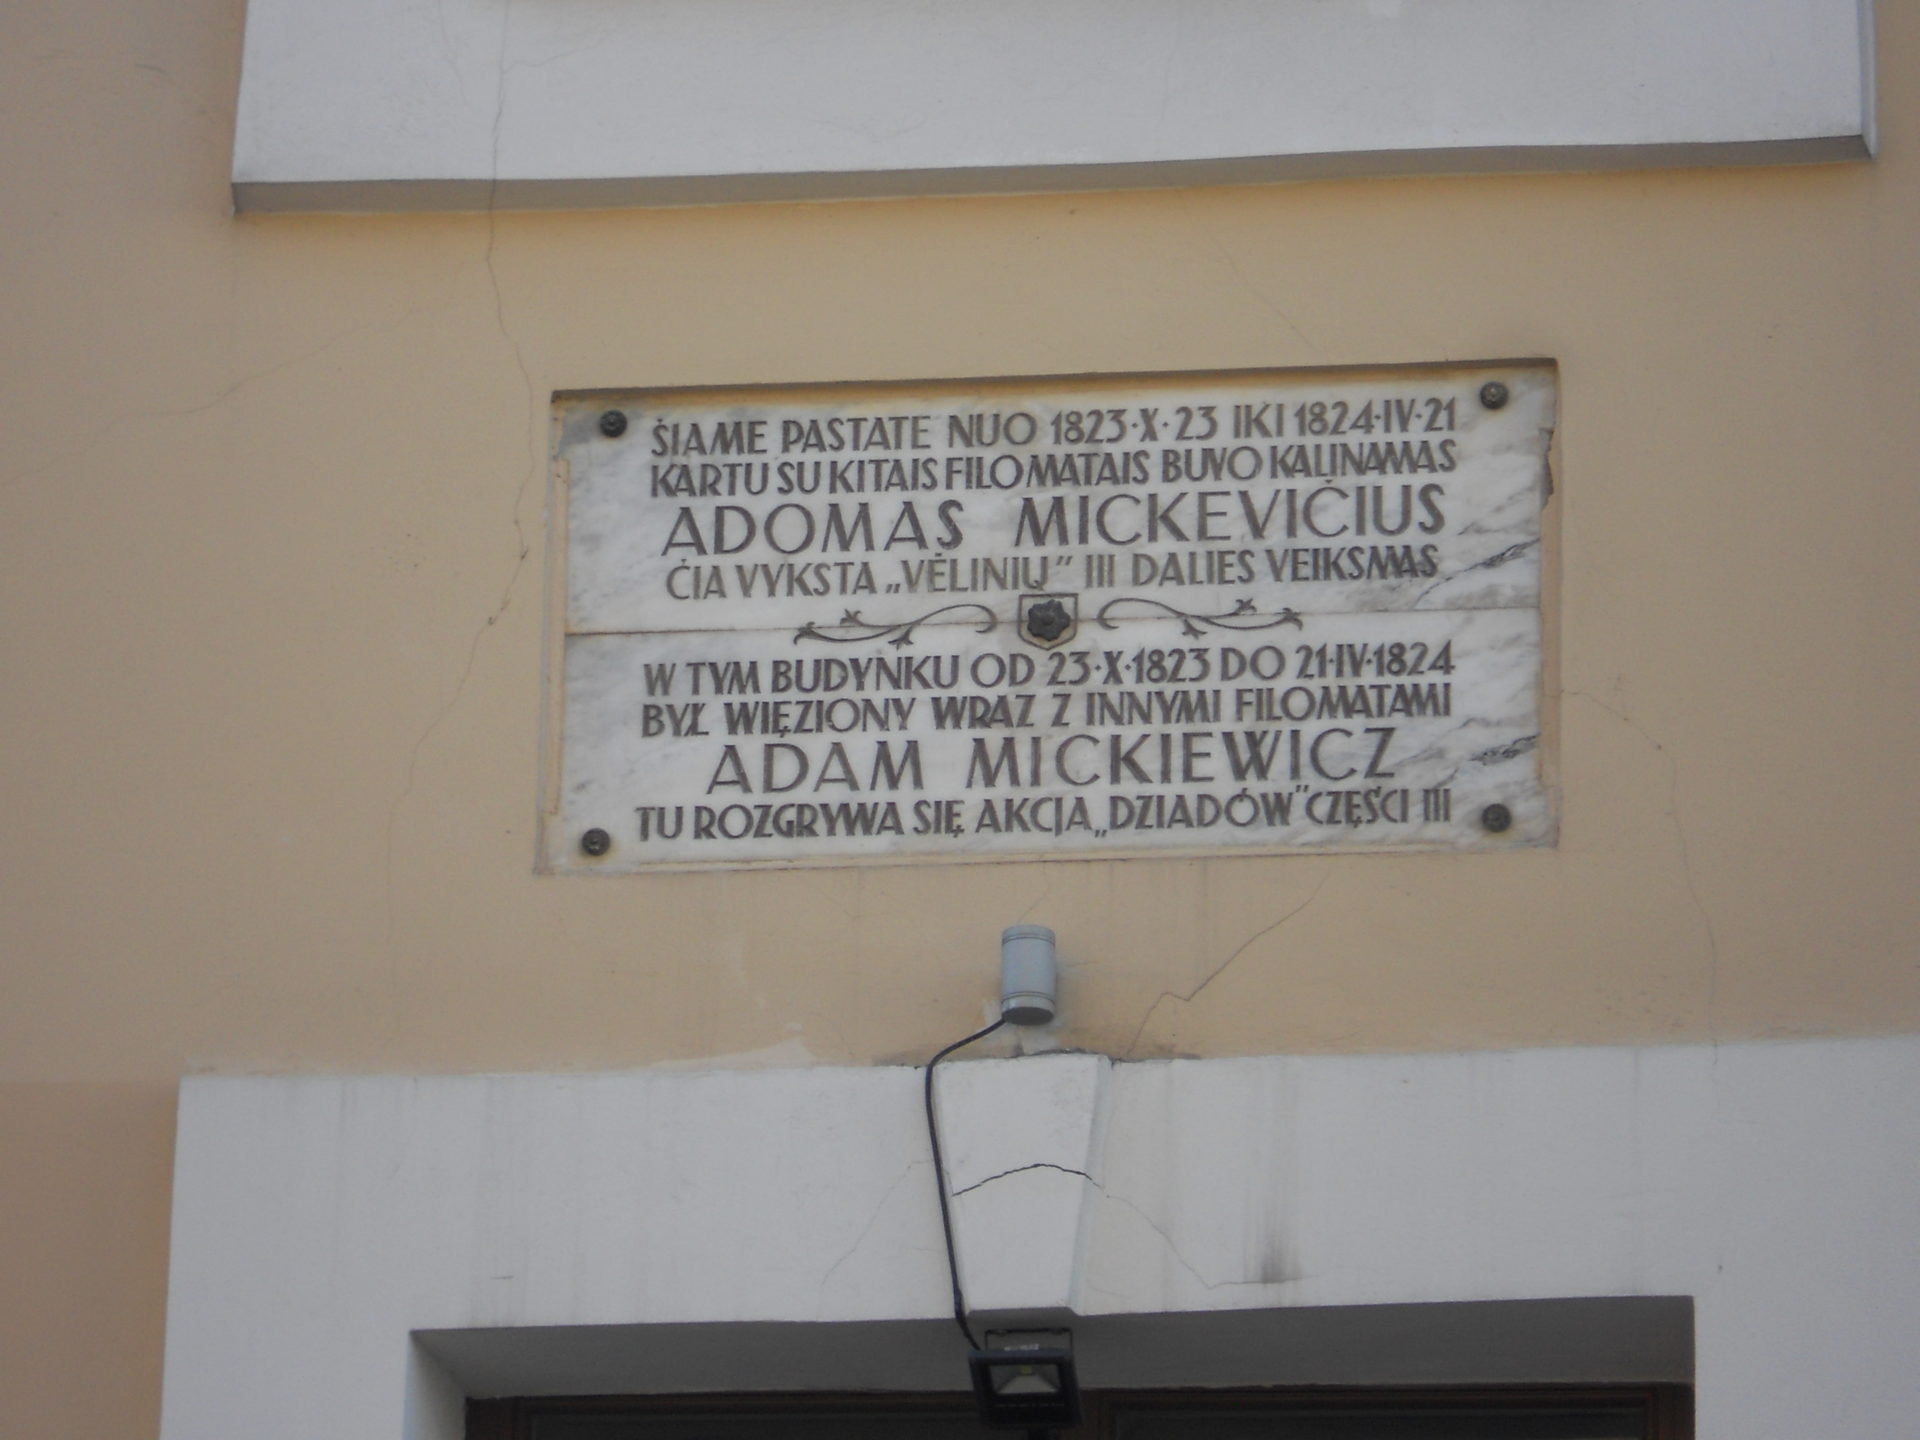 ŠIAME PASTATE NUO 1823·X·23 IKI 1824·IV·21
KARTU SU KITAIS FILOMATAIS BUVO KALINAMAS
ADOMAS MICKEVIČIUS
ČIA VYKSTA „VĖLINIŲ" III DALIES VEIKSMAS
W TYM BUDYNKU OD 23·X·1823 DO 21·IV·1824
BYŁ WIĘZIONY WRAZ Z INNYMI FILOMATAMI
ADAM MICKIEWICZ
TU ROZGRYWA SIĘ AKCJA „DZIADÓW" CZĘŚCI III